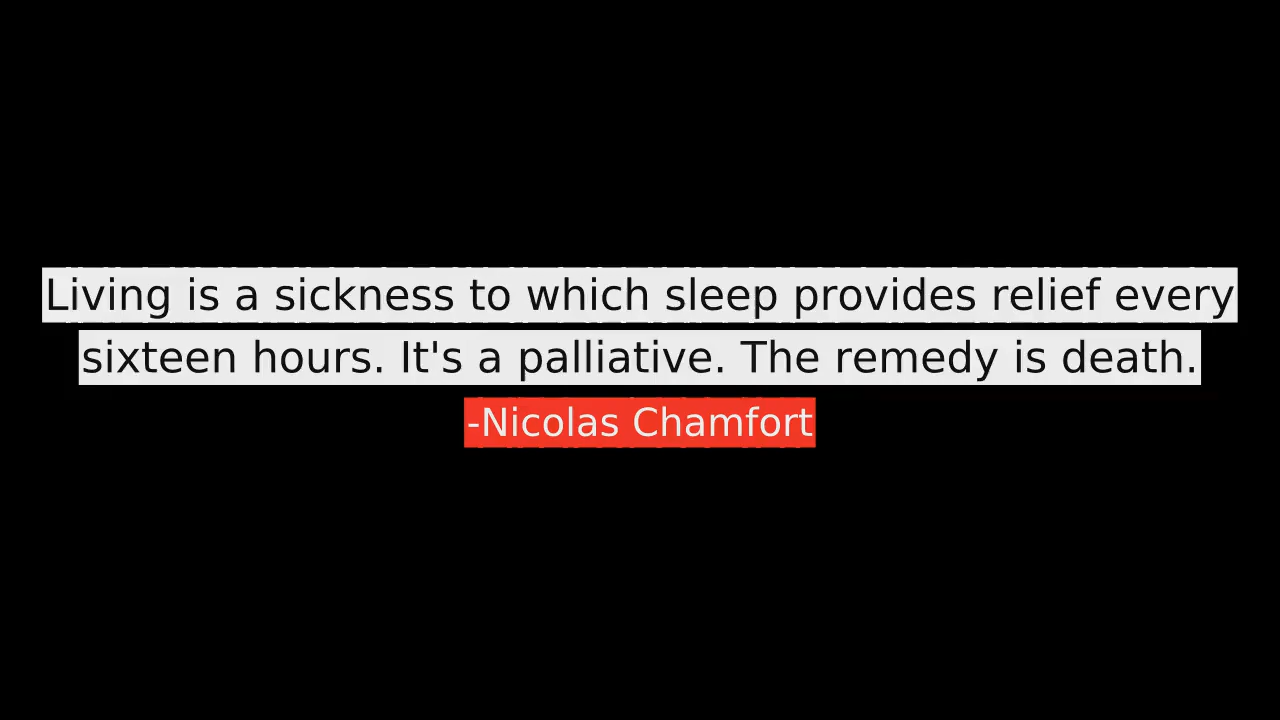 Living is a sickness to which sleep provides relief every
sixteen hours. It's a palliative. The remedy is death.
-Nicolas Chamfort